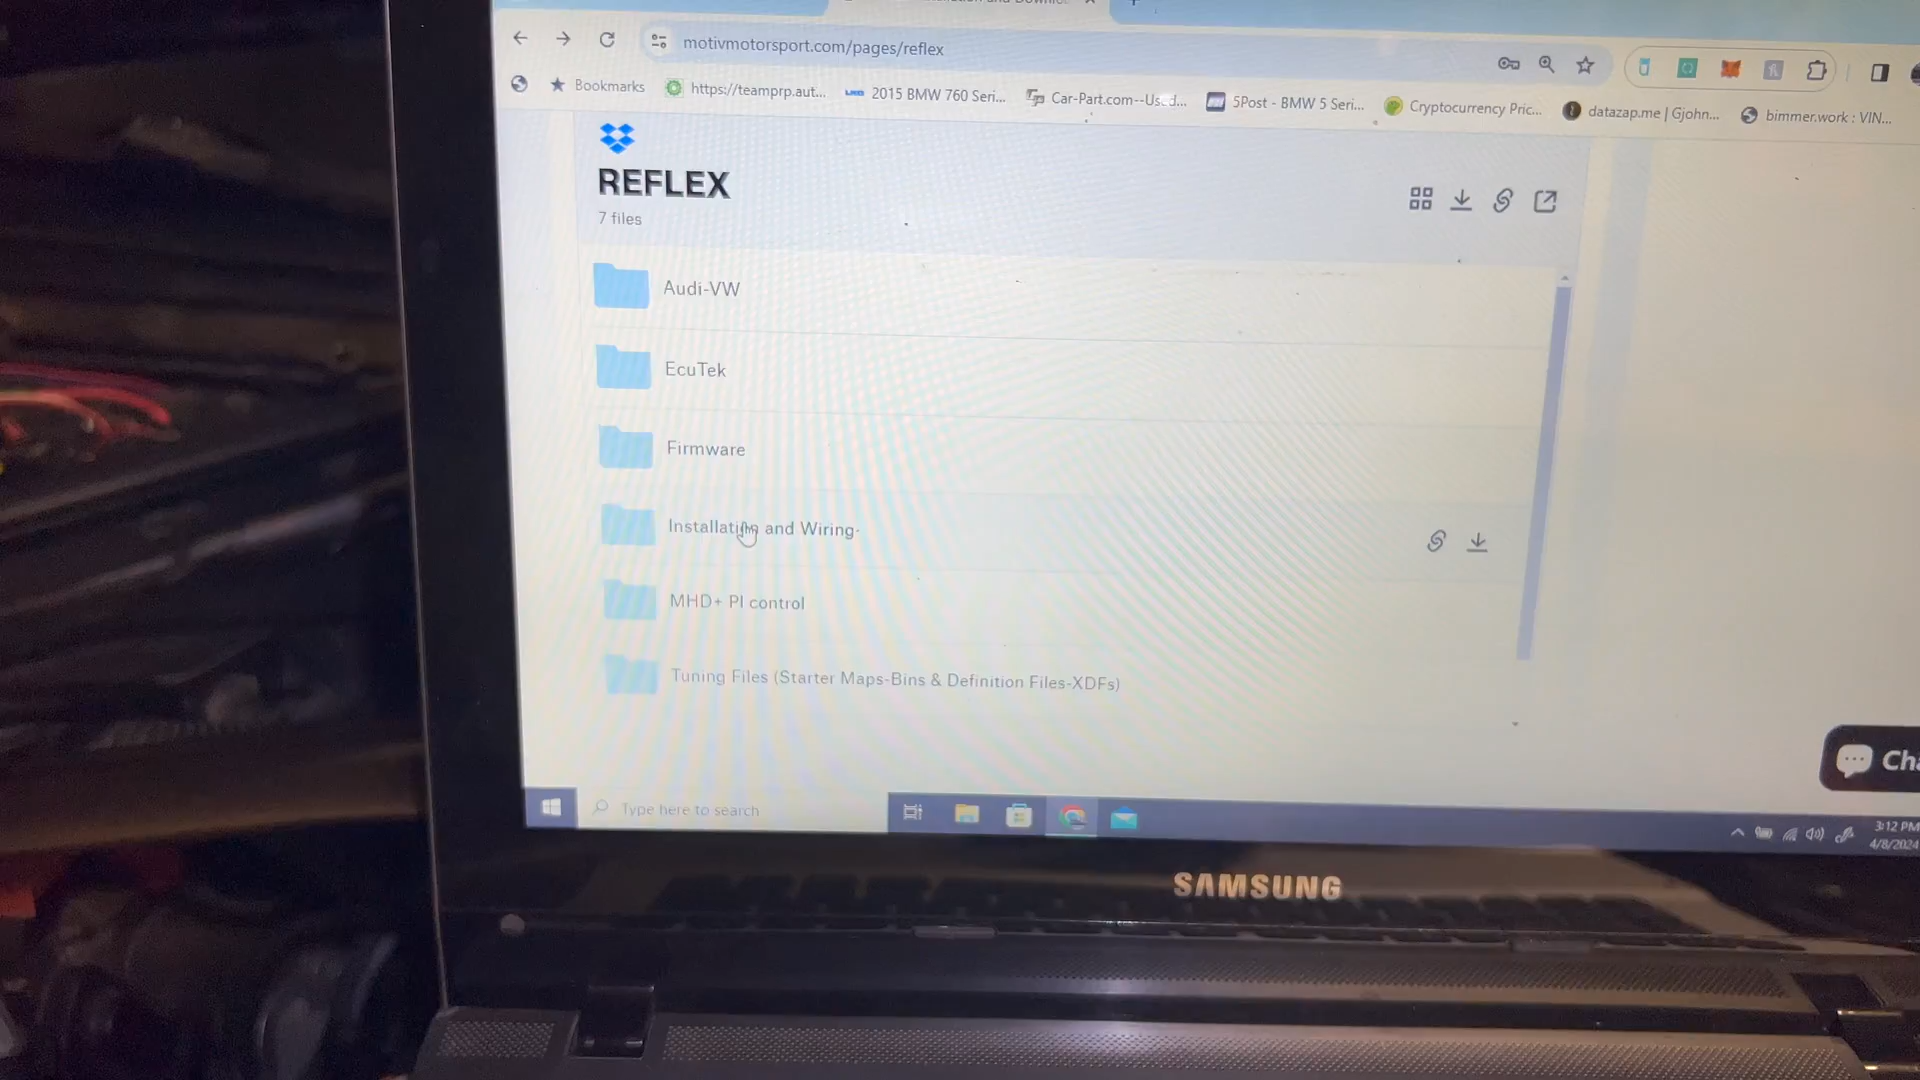 motivmotorsport.com/pages/reflex
Bookmarks
https://teamprp.aut...
2015 BMW 760 Seri...
Car-Part.com--Used...
5Post - BMW 5 Seri...
Cryptocurrency Pric...
datazap.me | Gjohn...
bimmer.work : VIN...
REFLEX
7 files
Audi-VW
EcuTek
Firmware
Installation and Wiring-
MHD+ PI control
Tuning Files (Starter Maps-Bins & Definition Files-XDFs)
Type here to search
3:12 PM
4/8/2024
SAMSUNG